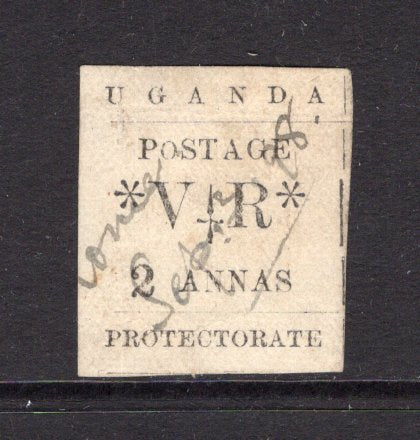 UGANDA
POSTAGE
*V‡R*
2 ANNAS
PROTECTORATE